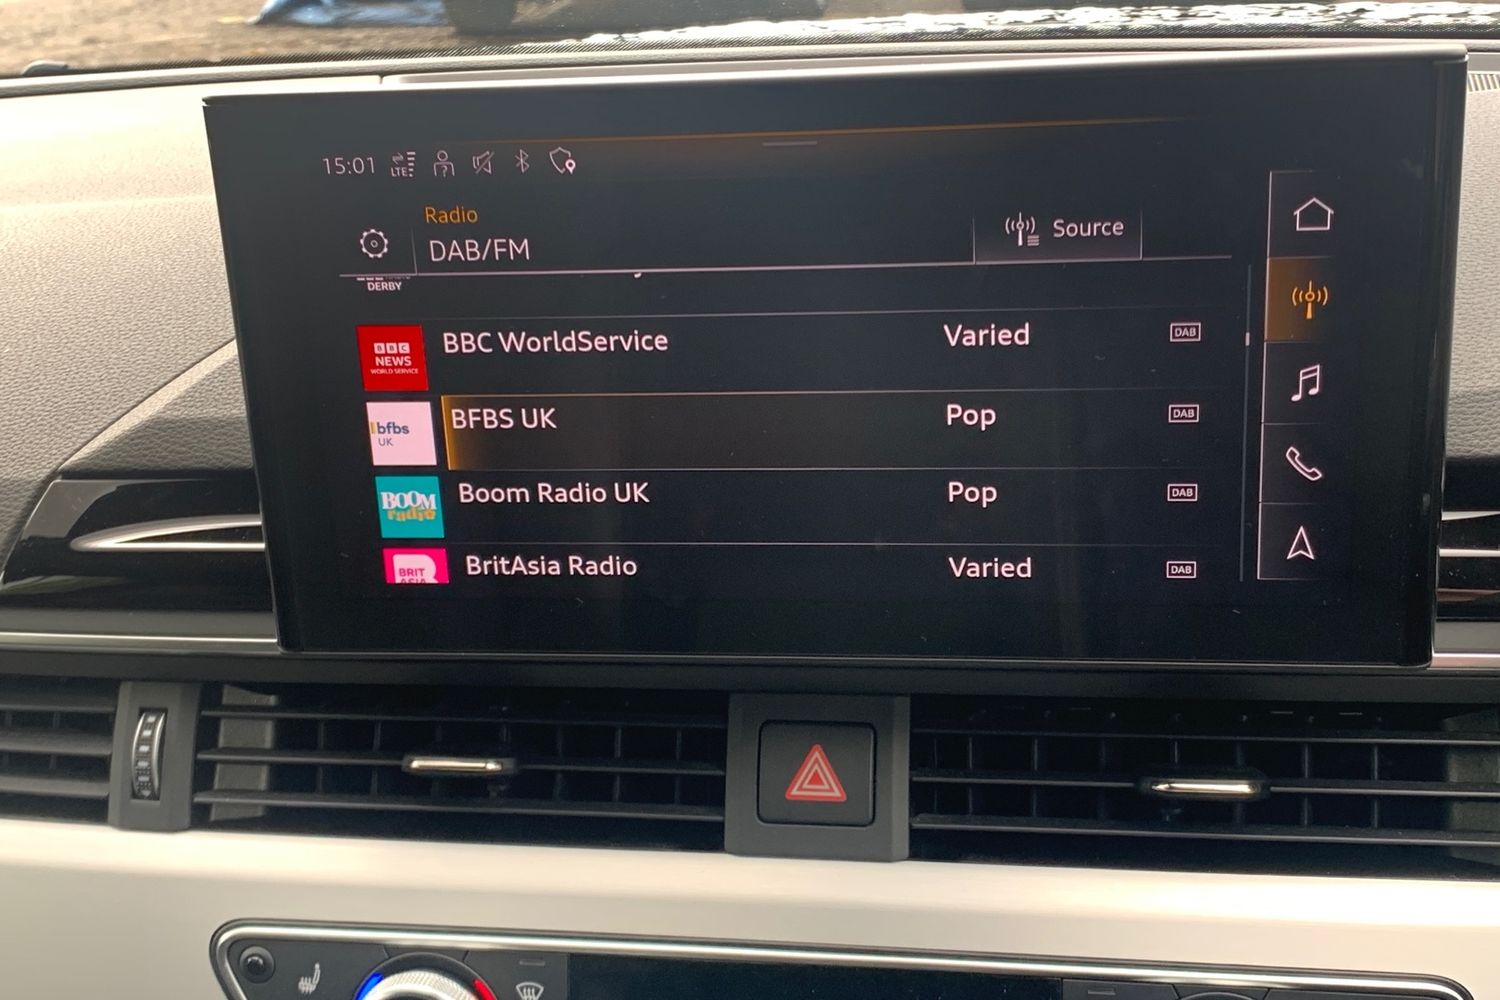 15:01 LTE
Radio
DAB/FM
Source
DERBY
BBC NEWS WORLD SERVICE
BBC WorldService Varied DAB
bfbs UK
BFBS UK Pop DAB
BOOM radio
Boom Radio UK Pop DAB
BRIT ASIA
BritAsia Radio Varied DAB